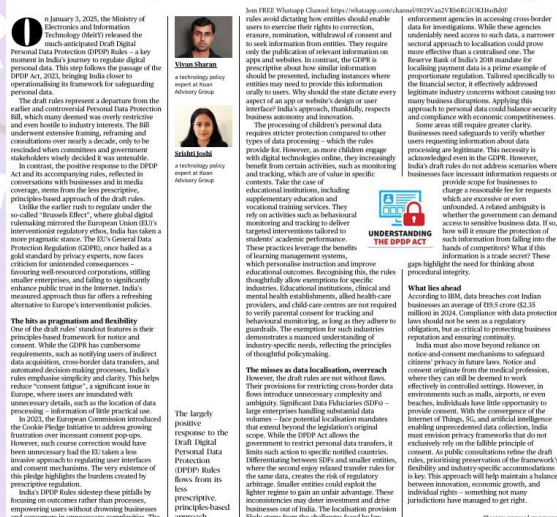 Join FREE Whatsapp Channel https://whatsapp.com/channel/0029Van2VRb6RGJOKH6oBd0F
On January 3, 2025, the Ministry of
Electronics and Information
Technology (MeitY) released the
much-anticipated Draft Digital
Personal Data Protection (DPDP) Rules – a key
moment in India's journey to regulate digital
personal data. This step follows the passage of the
DPDP Act, 2023, bringing India closer to
operationalising its framework for safeguarding
personal data.
The draft rules represent a departure from the
earlier and controversial Personal Data Protection
Bill, which many deemed was overly restrictive
and even hostile to industry interests. The Bill
underwent extensive framing, reframing and
consultations over nearly a decade, only to be
rescinded when committees and government
stakeholders wisely decided it was untenable.
In contrast, the positive response to the DPDP
Act and its accompanying rules, reflected in
conversations with businesses and in media
coverage, stems from the less prescriptive,
principles-based approach of the draft rules.
Unlike the earlier rush to regulate under the
so-called "Brussels Effect", where global digital
rulemaking mirrored the European Union (EU)'s
interventionist regulatory ethos, India has taken a
more pragmatic stance. The EU's General Data
Protection Regulation (GDPR), once hailed as a
gold standard by privacy experts, now faces
criticism for unintended consequences –
favouring well-resourced corporations, stifling
smaller enterprises, and failing to significantly
enhance public trust in the Internet. India's
measured approach thus far offers a refreshing
alternative to Europe's interventionist policies.
The hits as pragmatism and flexibility
One of the draft rules' standout features is their
principles-based framework for notice and
consent. While the GDPR has cumbersome
requirements, such as notifying users of indirect
data acquisition, cross-border data transfers, and
automated decision-making processes, India's
rules emphasise simplicity and clarity. This helps
reduce "consent fatigue", a significant issue in
Europe, where users are inundated with
unnecessary details, such as the location of data
processing – information of little practical use.
In 2023, the European Commission introduced
the Cookie Pledge Initiative to address growing
frustration over incessant consent pop-ups.
However, such course correction would have
been unnecessary had the EU taken a less
invasive approach to regulating user interfaces
and consent mechanisms. The very existence of
this pledge highlights the burdens created by
prescriptive regulation.
India's DPDP Rules sidestep these pitfalls by
focusing on outcomes rather than processes,
empowering users without drowning businesses
Vivan Sharan
a technology policy
expert at Koan
Advisory Group
Srishti Joshi
a technology policy
expert at Koan
Advisory Group
The largely
positive
response to the
Draft Digital
Personal Data
Protection
(DPDP) Rules
flows from its
less
prescriptive,
principles-based
approach
rules avoid dictating how entities should enable
users to exercise their rights to correction,
erasure, nomination, withdrawal of consent and
to seek information from entities. They require
only the publication of relevant information on
apps and websites. In contrast, the GDPR is
prescriptive about how similar information
should be presented, including instances where
entities may need to provide this information
orally to users. Why should the state dictate every
aspect of an app or website's design or user
interface? India's approach, thankfully, respects
business autonomy and innovation.
The processing of children's personal data
requires stricter protection compared to other
types of data processing – which the rules
provide for. However, as more children engage
with digital technologies online, they increasingly
benefit from certain activities, such as monitoring
and tracking, which are of value in specific
contexts. Take the case of
educational institutions, including
supplementary education and
vocational training services. They
rely on activities such as behavioural
monitoring and tracking to deliver
targeted interventions tailored to
students' academic performance.
These practices leverage the benefits
of learning management systems,
which personalise instruction and improve
educational outcomes. Recognising this, the rules
thoughtfully allow exemptions for specific
industries. Educational institutions, clinical and
mental health establishments, allied health-care
providers, and child-care centres are not required
to verify parental consent for tracking and
behavioural monitoring, as long as they adhere to
guardrails. The exemption for such industries
demonstrates a nuanced understanding of
industry-specific needs, reflecting the principles
of thoughtful policymaking.
The misses as data localisation, overreach
However, the draft rules are not without flaws.
Their provisions for restricting cross-border data
flows introduce unnecessary complexity and
ambiguity. Significant Data Fiduciaries (SDFs) –
large enterprises handling substantial data
volumes – face potential localisation mandates
that extend beyond the legislation's original
scope. While the DPDP Act allows the
government to restrict personal data transfers, it
limits such action to specific notified countries.
Differentiating between SDFs and smaller entities,
where the second enjoy relaxed transfer rules for
the same data, creates the risk of regulatory
arbitrage. Smaller entities could exploit the
lighter regime to gain an unfair advantage. These
inconsistencies may deter investment and drive
businesses out of India. The localisation provision
UNDERSTANDING
THE DPDP ACT
enforcement agencies in accessing cross-border
data for investigations. While these agencies
undeniably need access to such data, a narrower
sectoral approach to localisation could prove
more effective than a centralised one. The
Reserve Bank of India's 2018 mandate for
localising payment data is a prime example of
proportionate regulation. Tailored specifically to
the financial sector, it effectively addressed
legitimate industry concerns without causing too
many business disruptions. Applying this
approach to personal data could balance security
and compliance with economic competitiveness.
Some areas still require greater clarity.
Businesses need safeguards to verify whether
users requesting information about data
processing are legitimate. This necessity is
acknowledged even in the GDPR. However,
India's draft rules do not address scenarios where
businesses face incessant information requests or
provide scope for businesses to
charge a reasonable fee for requests
which are excessive or even
unfounded. A related ambiguity is
whether the government can demand
access to sensitive business data. If so,
how will it ensure the protection of
such information from falling into the
hands of competitors? What if this
information is a trade secret? These
gaps highlight the need for thinking about
procedural integrity.
What lies ahead
According to IBM, data breaches cost Indian
businesses an average of ₹19.5 crore ($2.35
million) in 2024. Compliance with data protection
laws should not be seen as a regulatory
obligation, but as critical to protecting business
reputation and ensuring continuity.
India must also move beyond reliance on
notice-and-consent mechanisms to safeguard
citizens' privacy in future laws. Notice and
consent originate from the medical profession,
where they can still be deemed to work
effectively in controlled settings. However, in
environments such as malls, airports, or even
beaches, individuals have little opportunity to
provide consent. With the convergence of the
Internet of Things, 5G, and artificial intelligence
enabling unprecedented data collection, India
must envision privacy frameworks that do not
exclusively rely on the fallible principle of
consent. As public consultations refine the draft
rules, prioritising preservation of the framework's
flexibility and industry-specific accommodations
is key. This approach will help maintain a balance
between innovation, economic growth, and
individual rights – something not many
jurisdictions have managed to get right.